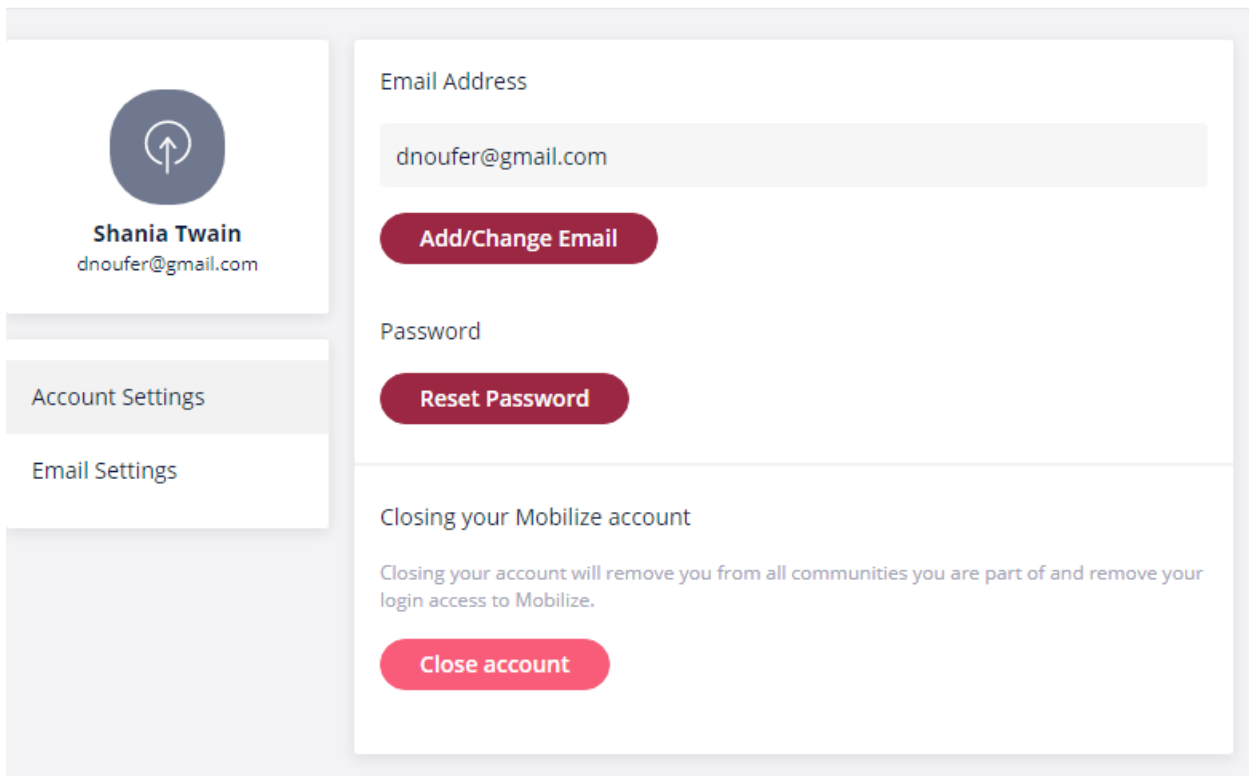 Shania Twain
dnoufer@gmail.com
Account Settings
Email Settings
Email Address
dnoufer@gmail.com
Add/Change Email
Password
Reset Password
Closing your Mobilize account
Closing your account will remove you from all communities you are part of and remove your
login access to Mobilize.
Close account